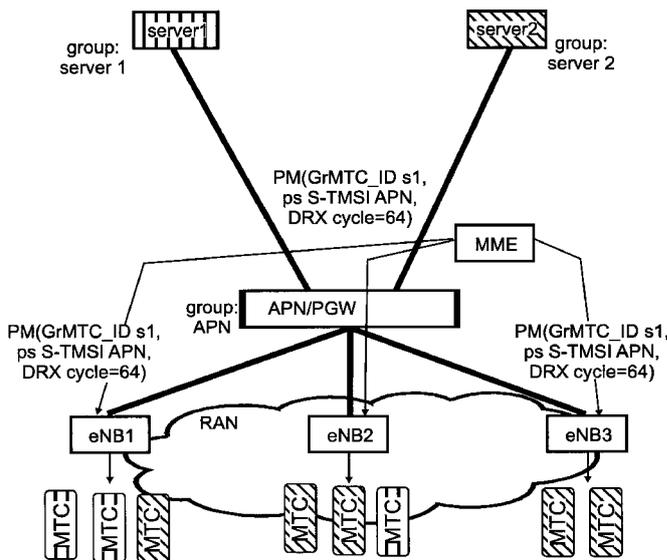 server1
server2
group:
server 1
group:
server 2
PM(GrMTC_ID s1,
ps S-TMSI APN,
DRX cycle=64)
MME
group:
APN
APN/PGW
PM(GrMTC_ID s1,
ps S-TMSI APN,
DRX cycle=64)
PM(GrMTC_ID s1,
ps S-TMSI APN,
DRX cycle=64)
RAN
eNB1
eNB2
eNB3
MTC
MTC
MTC
MTC
MTC
MTC
MTC
MTC